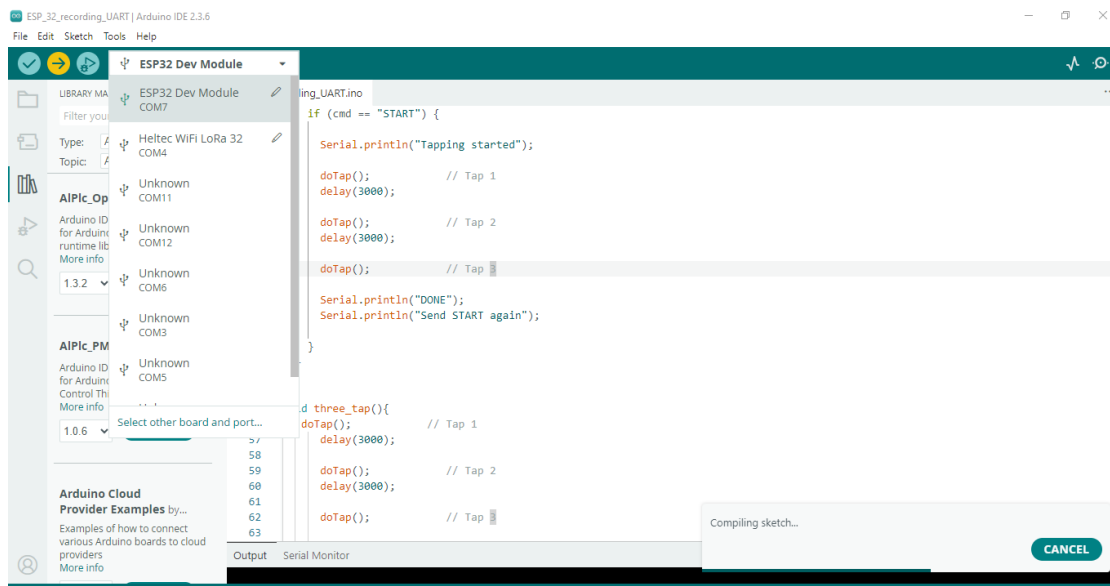 ESP_32_recording_UART | Arduino IDE 2.3.6
File Edit Sketch Tools Help
ESP32 Dev Module
ESP32 Dev Module
COM7
Heltec WiFi LoRa 32
COM4
Unknown
COM11
Unknown
COM12
Unknown
COM6
Unknown
COM3
Unknown
COM5
Select other board and port...
LIBRARY MA
Filter you
Type:
Topic:
AlPlc_Op
Arduino ID
for Arduin
runtime lib
More info
1.3.2
AlPlc_PM
Arduino ID
for Arduino
Control Thi
More info
1.0.6
Arduino Cloud
Provider Examples by...
Examples of how to connect
various Arduino boards to cloud
providers
More info
ing_UART.ino
if (cmd == "START") {
Serial.println("Tapping started");
doTap(); // Tap 1
delay(3000);
doTap(); // Tap 2
delay(3000);
doTap(); // Tap 3
Serial.println("DONE");
Serial.println("Send START again");
}
d three_tap(){
doTap(); // Tap 1
57 delay(3000);
58
59 doTap(); // Tap 2
60 delay(3000);
61
62 doTap(); // Tap 3
63
Output Serial Monitor
Compiling sketch...
CANCEL